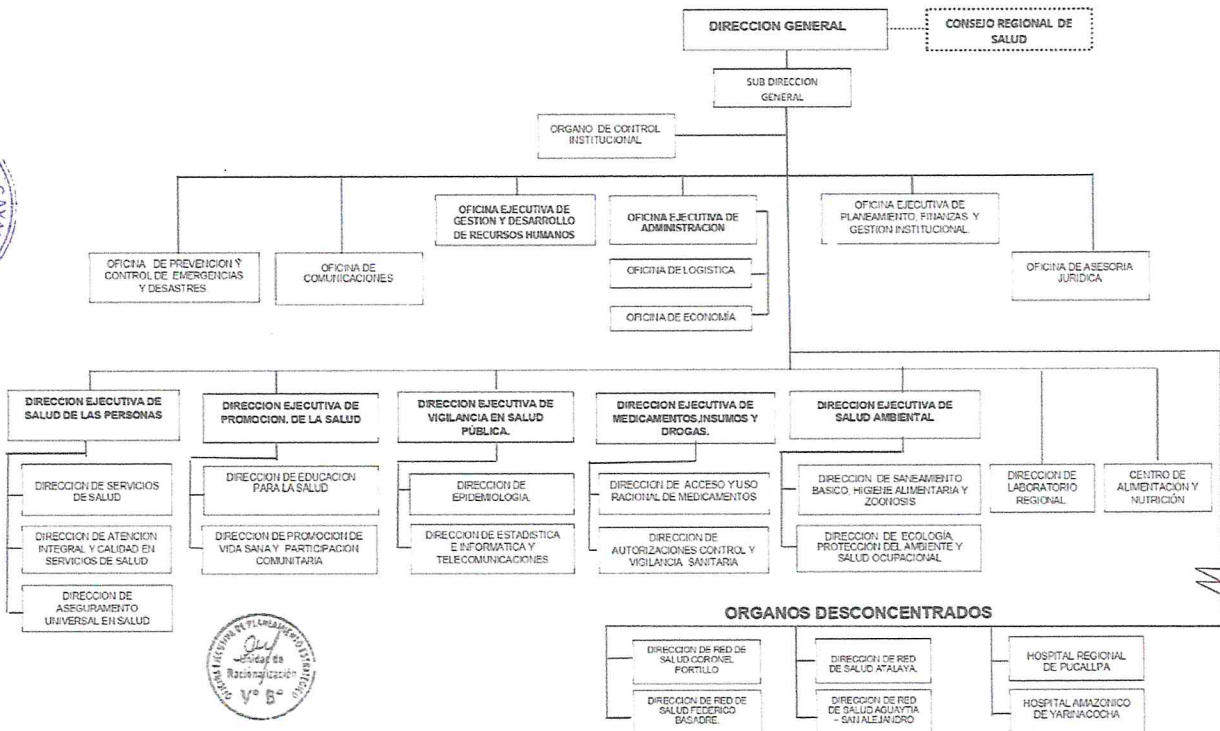 DIRECCION GENERAL
CONSEJO REGIONAL DE
SALUD
SUB DIRECCION
GENERAL
ORGANO DE CONTROL
INSTITUCIONAL
OFICINA DE PREVENCION Y
CONTROL DE EMERGENCIAS
Y DESASTRES
OFICINA DE
COMUNICACIONES
OFICINA EJECUTIVA DE
GESTION Y DESARROLLO
DE RECURSOS HUMANOS
OFICINA EJECUTIVA DE
ADMINISTRACION
OFICINA DE LOGISTICA
OFICINA DE ECONOMÍA
OFICINA EJECUTIVA DE
PLANEAMIENTO, FINANZAS Y
GESTION INSTITUCIONAL.
OFICINA DE ASESORIA
JURIDICA
DIRECCION EJECUTIVA DE
SALUD DE LAS PERSONAS
DIRECCION DE SERVICIOS
DE SALUD
DIRECCION DE ATENCION
INTEGRAL Y CALIDAD EN
SERVICIOS DE SALUD
DIRECCION DE
ASEGURAMENTO
UNIVERSAL EN SALUD
DIRECCION EJECUTIVA DE
PROMOCION. DE LA SALUD
DIRECCION DE EDUCACION
PARA LA SALUD
DIRECCION DE PROMOCION DE
VIDA SANA Y PARTICIPACION
COMUNITARIA
DIRECCION EJECUTIVA DE
VIGILANCIA EN SALUD
PÚBLICA.
DIRECCION DE
EPIDEMIOLOGIA.
DIRECCION DE ESTADISTICA
E INFORMATICA Y
TELECOMUNICACIONES
DIRECCION EJECUTIVA DE
MEDICAMENTOS,INSUMOS Y
DROGAS.
DIRECCION DE ACCESO Y USO
RACIONAL DE MEDICAMENTOS
DIRECCION DE
AUTORIZACIONES CONTROL Y
VIGILANCIA SANITARIA
DIRECCION EJECUTIVA DE
SALUD AMBIENTAL
DIRECCION DE SANEAMIENTO
BASICO, HIGIENE ALIMENTARIA Y
ZOONOSIS
DIRECCION DE ECOLOGÍA,
PROTECCION DEL AMBIENTE Y
SALUD OCUPACIONAL
DIRECCION DE
LABORATORIO
REGIONAL
CENTRO DE
ALIMENTACIÓN Y
NUTRICIÓN
ORGANOS DESCONCENTRADOS
DIRECCION DE RED DE
SALUD CORONEL
PORTILLO
DIRECCION DE RED DE
SALUD FEDERICO
BASADRE.
DIRECCION DE RED
DE SALUD ATALAYA.
DIRECCION DE RED
DE SALUD AGUAYTIA
– SAN ALEJANDRO
HOSPITAL REGIONAL
DE PUCALLPA
HOSPITAL AMAZONICO
DE YARINACOCHA
Unidad de
Racionalización
V° B°